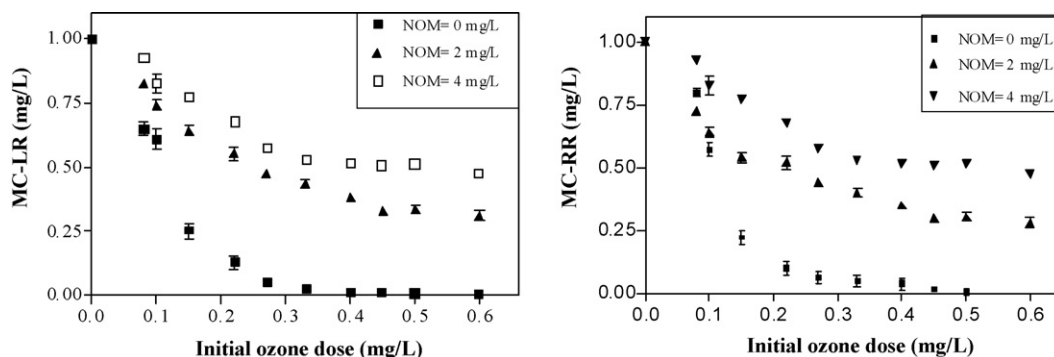 MC-LR (mg/L)
1.00
0.75
0.50
0.25
0.00
0.0 0.1 0.2 0.3 0.4 0.5 0.6
Initial ozone dose (mg/L)
NOM= 0 mg/L
NOM= 2 mg/L
NOM= 4 mg/L
MC-RR (mg/L)
1.00
0.75
0.50
0.25
0.00
0.0 0.1 0.2 0.3 0.4 0.5 0.6
Initial ozone dose (mg/L)
NOM=0 mg/L
NOM= 2 mg/L
NOM= 4 mg/L